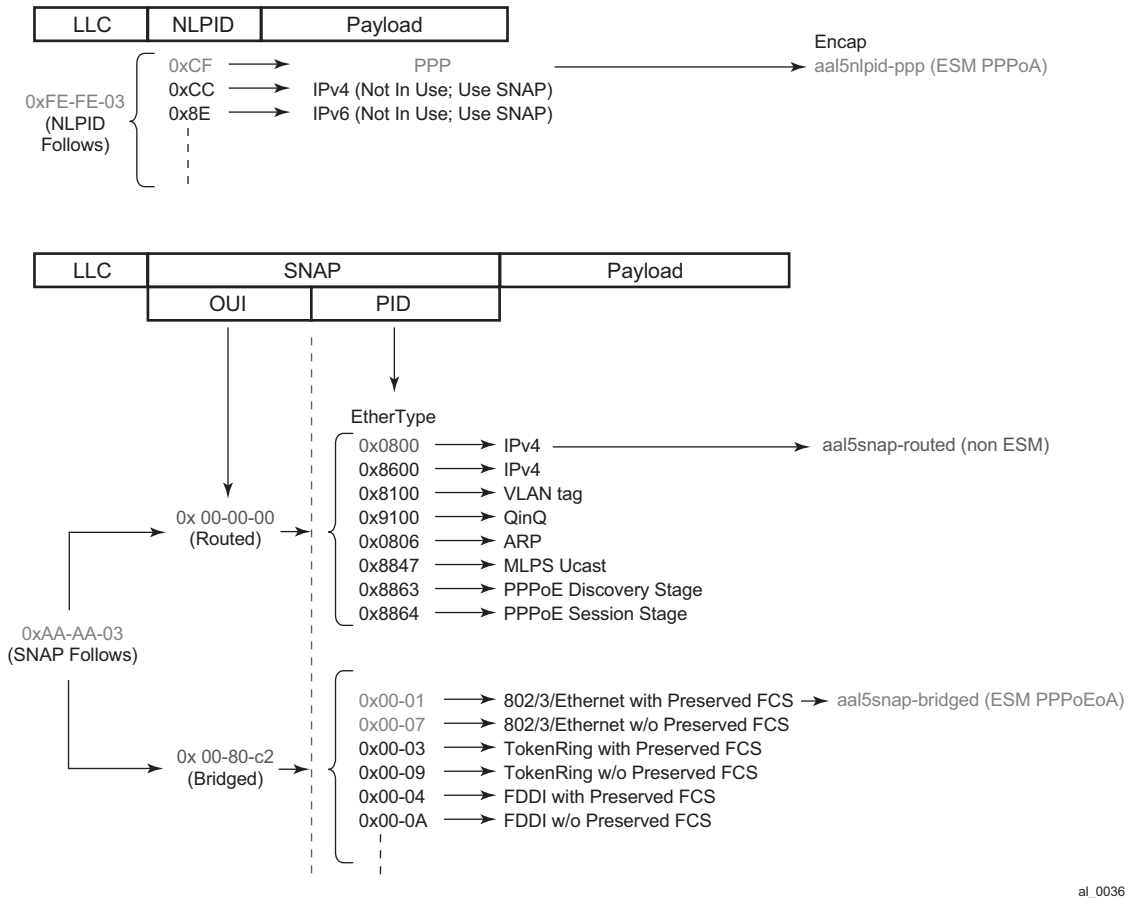 LLC NLPID Payload
Encap
0xCF PPP aal5nlpid-ppp (ESM PPPoA)
0xCC IPv4 (Not In Use; Use SNAP)
0x8E IPv6 (Not In Use; Use SNAP)
0xFE-FE-03
(NLPID
Follows)
LLC SNAP Payload
OUI PID
EtherType
0x0800 IPv4 aal5snap-routed (non ESM)
0x8600 IPv4
0x8100 VLAN tag
0x9100 QinQ
0x0806 ARP
0x8847 MLPS Ucast
0x8863 PPPoE Discovery Stage
0x8864 PPPoE Session Stage
0x 00-00-00
(Routed)
0xAA-AA-03
(SNAP Follows)
0x00-01 802/3/Ethernet with Preserved FCS aal5snap-bridged (ESM PPPoEoA)
0x00-07 802/3/Ethernet w/o Preserved FCS
0x00-03 TokenRing with Preserved FCS
0x00-09 TokenRing w/o Preserved FCS
0x00-04 FDDI with Preserved FCS
0x00-0A FDDI w/o Preserved FCS
0x 00-80-c2
(Bridged)
al_0036